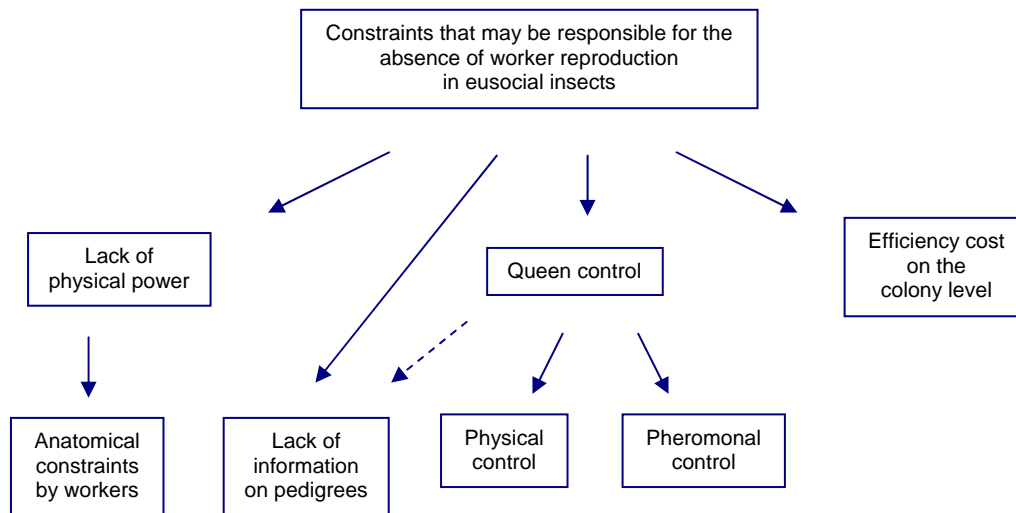 Constraints that may be responsible for the
absence of worker reproduction
in eusocial insects
Lack of
physical power
Queen control
Efficiency cost
on the
colony level
Anatomical
constraints
by workers
Lack of
information
on pedigrees
Physical
control
Pheromonal
control